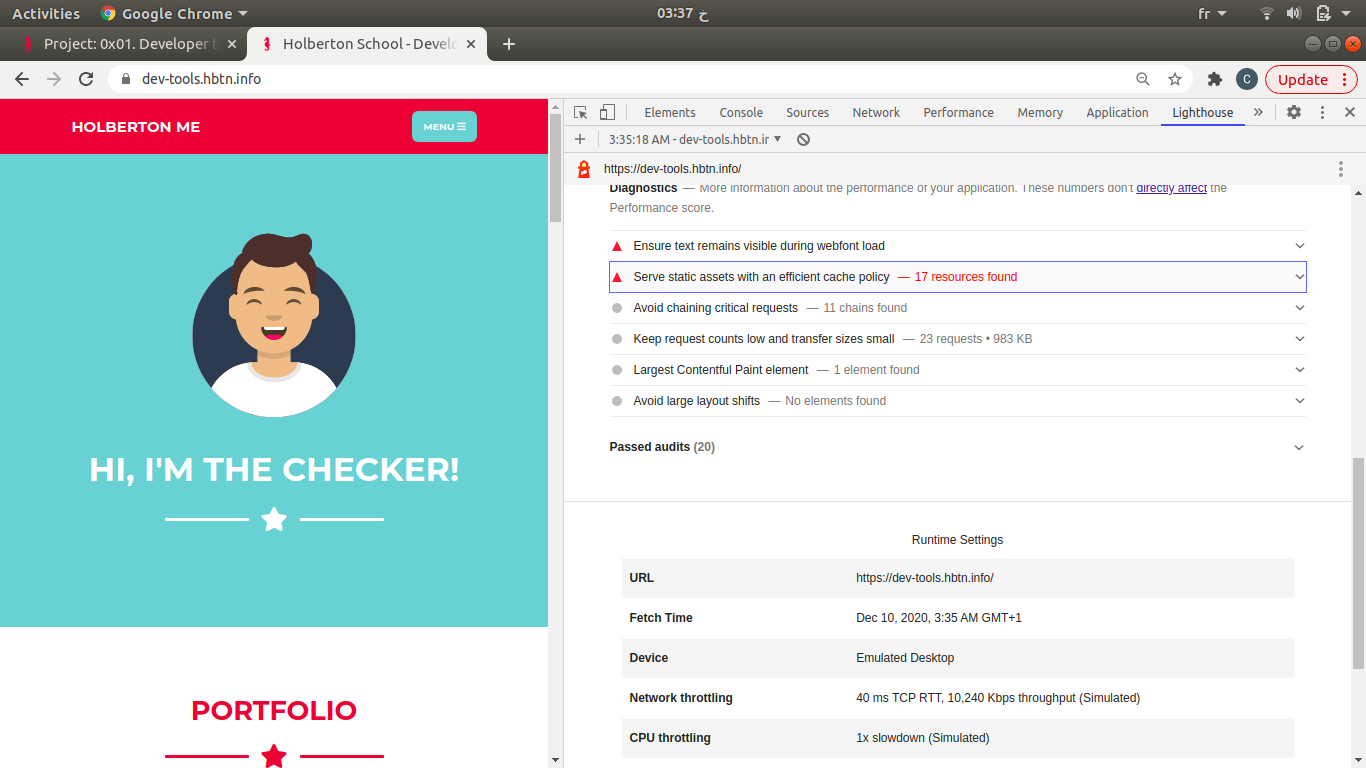 Activities
Google Chrome
03:37 خ
fr
Project: 0x01. Developer t
Holberton School - Develo
dev-tools.hbtn.info
C
Update
HOLBERTON ME
MENU
HI, I'M THE CHECKER!
PORTFOLIO
Elements Console Sources Network Performance Memory Application Lighthouse
3:35:18 AM - dev-tools.hbtn.ir
https://dev-tools.hbtn.info/
Diagnostics — More information about the performance of your application. These numbers don't directly affect the
Performance score.
Ensure text remains visible during webfont load
Serve static assets with an efficient cache policy — 17 resources found
Avoid chaining critical requests — 11 chains found
Keep request counts low and transfer sizes small — 23 requests • 983 KB
Largest Contentful Paint element — 1 element found
Avoid large layout shifts — No elements found
Passed audits (20)
Runtime Settings
URL https://dev-tools.hbtn.info/
Fetch Time Dec 10, 2020, 3:35 AM GMT+1
Device Emulated Desktop
Network throttling 40 ms TCP RTT, 10,240 Kbps throughput (Simulated)
CPU throttling 1x slowdown (Simulated)